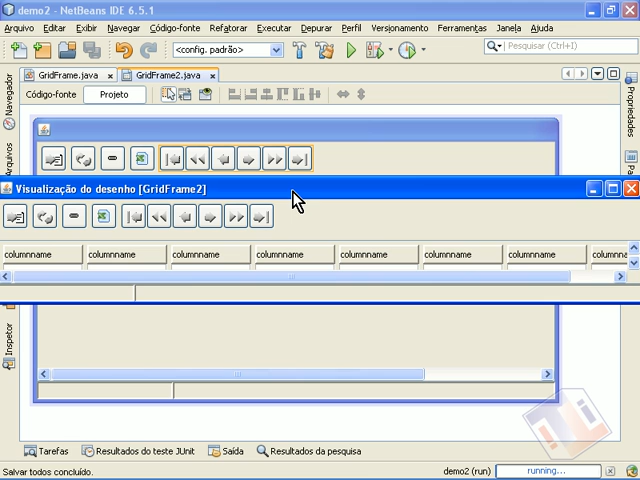 demo2 - NetBeans IDE 6.5.1
Arquivo Editar Exibir Navegar Código-fonte Refatorar Executar Depurar Perfil Versionamento Ferramentas Janela Ajuda
<config. padrão> Pesquisar (Ctrl+I)
GridFrame.java GridFrame2.java
Código-fonte Projeto
Navegador
Arquivos
Propriedades
Pa
Visualização do desenho [GridFrame2]
columnname columnname columnname columnname columnname columnname columnname columnna
Inspetor
Tarefas Resultados do teste JUnit Saída Resultados da pesquisa
Salvar todos concluído. demo2 (run) running...